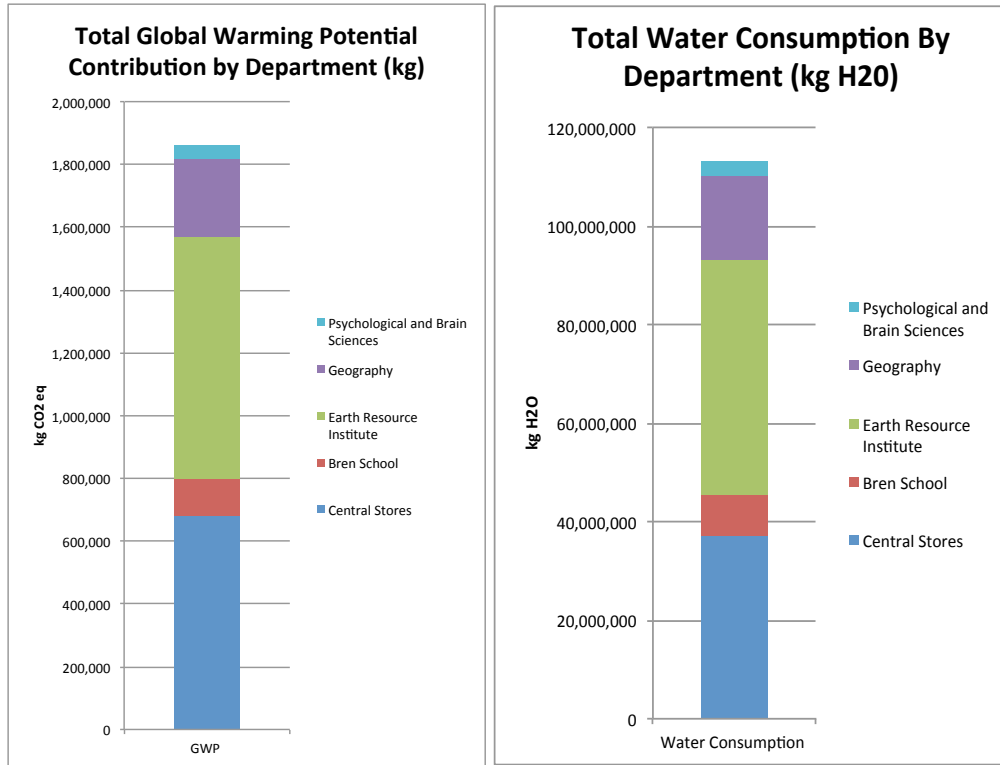 Total Global Warming Potential
Contribution by Department (kg)
2,000,000
1,800,000
1,600,000
1,400,000
1,200,000
1,000,000
800,000
600,000
400,000
200,000
0
kg CO2 eq
GWP
Psychological and Brain
Sciences
Geography
Earth Resource
Institute
Bren School
Central Stores
Total Water Consumption By
Department (kg H20)
120,000,000
100,000,000
80,000,000
60,000,000
40,000,000
20,000,000
0
kg H2O
Water Consumption
Psychological and
Brain Sciences
Geography
Earth Resource
Institute
Bren School
Central Stores